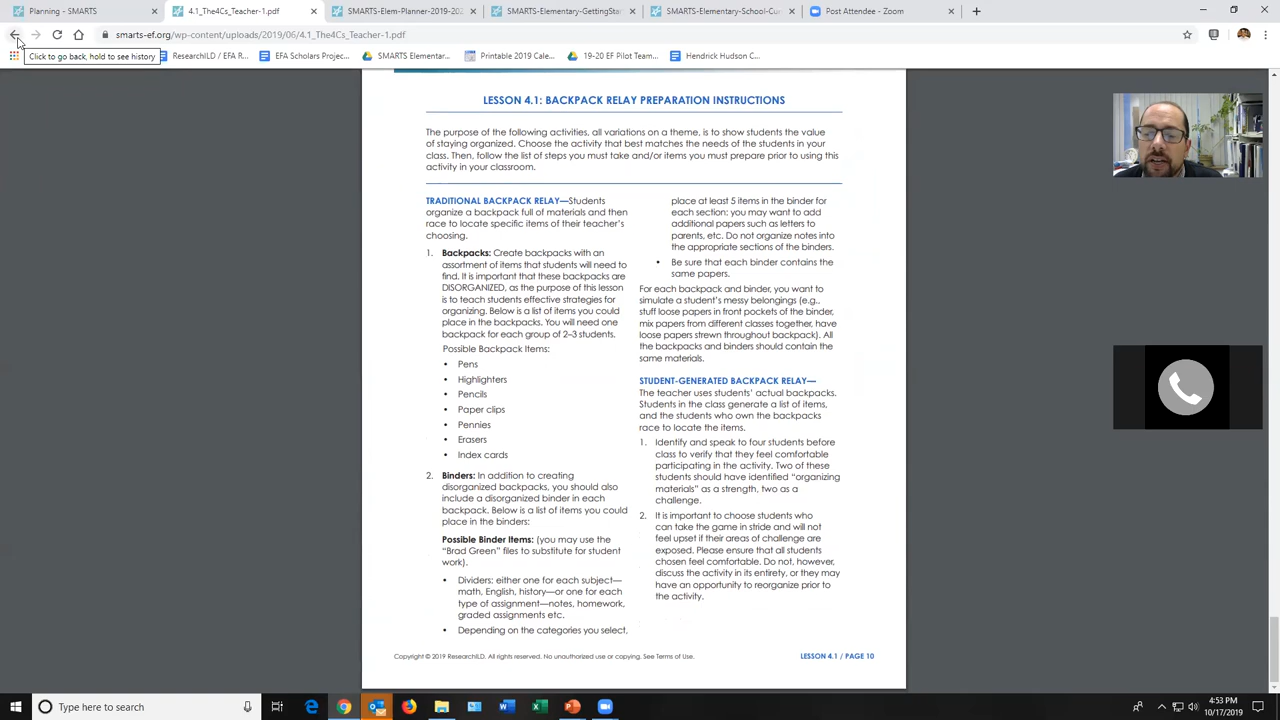 Planning - SMARTS
4.1_The4Cs_Teacher-1.pdf
SMARTS-Elem-Planner-2019-202
SMARTS-Elementary-GettingStar
SMARTS-Elementary-School-Cur
Post Attendee - Zoom
smarts-ef.org/wp-content/uploads/2019/06/4.1_The4Cs_Teacher-1.pdf
Click to go back, hold to see history
ResearchILD / EFA R...
EFA Scholars Projec...
SMARTS Elementar...
Printable 2019 Cale...
19-20 EF Pilot Team...
Hendrick Hudson C...
LESSON 4.1: BACKPACK RELAY PREPARATION INSTRUCTIONS
The purpose of the following activities, all variations on a theme, is to show students the value
of staying organized. Choose the activity that best matches the needs of the students in your
class. Then, follow the list of steps you must take and/or items you must prepare prior to using this
activity in your classroom.
TRADITIONAL BACKPACK RELAY—Students
organize a backpack full of materials and then
race to locate specific items of their teacher's
choosing.
1. Backpacks: Create backpacks with an
assortment of items that students will need to
find. It is important that these backpacks are
DISORGANIZED, as the purpose of this lesson
is to teach students effective strategies for
organizing. Below is a list of items you could
place in the backpacks. You will need one
backpack for each group of 2–3 students.
Possible Backpack Items:
• Pens
• Highlighters
• Pencils
• Paper clips
• Pennies
• Erasers
• Index cards
2. Binders: In addition to creating
disorganized backpacks, you should also
include a disorganized binder in each
backpack. Below is a list of items you could
place in the binders:
Possible Binder Items: (you may use the
"Brad Green" files to substitute for student
work).
• Dividers: either one for each subject—
math, English, history—or one for each
type of assignment—notes, homework,
graded assignments etc.
• Depending on the categories you select,
place at least 5 items in the binder for
each section; you may want to add
additional papers such as letters to
parents, etc. Do not organize notes into
the appropriate sections of the binders.
• Be sure that each binder contains the
same papers.
For each backpack and binder, you want to
simulate a student's messy belongings (e.g.,
stuff loose papers in front pockets of the binder,
mix papers from different classes together, have
loose papers strewn throughout backpack). All
the backpacks and binders should contain the
same materials.
STUDENT-GENERATED BACKPACK RELAY—
The teacher uses students' actual backpacks.
Students in the class generate a list of items,
and the students who own the backpacks
race to locate the items.
1. Identify and speak to four students before
class to verify that they feel comfortable
participating in the activity. Two of these
students should have identified "organizing
materials" as a strength, two as a
challenge.
2. It is important to choose students who
can take the game in stride and will not
feel upset if their areas of challenge are
exposed. Please ensure that all students
chosen feel comfortable. Do not, however,
discuss the activity in its entirety, or they may
have an opportunity to reorganize prior to
the activity.
Copyright © 2019 ResearchILD. All rights reserved. No unauthorized use or copying. See Terms of Use.
LESSON 4.1 / PAGE 10
Type here to search
4:53 PM
10/17/2019